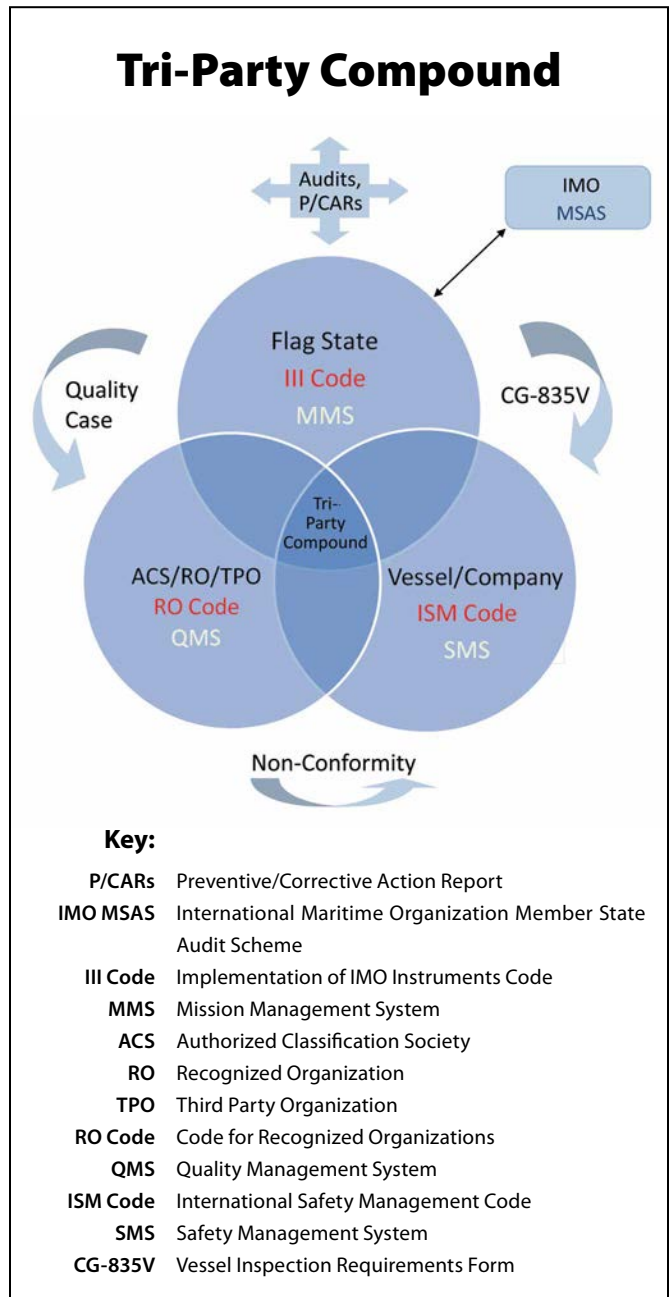 Tri-Party Compound
Audits,
P/CARs
IMO
MSAS
Flag State
III Code
MMS
Quality
Case
CG-835V
Tri-
Party
Compound
ACS/RO/TPO
RO Code
QMS
Vessel/Company
ISM Code
SMS
Non-Conformity
Key:
P/CARs Preventive/Corrective Action Report
IMO MSAS International Maritime Organization Member State
Audit Scheme
III Code Implementation of IMO Instruments Code
MMS Mission Management System
ACS Authorized Classification Society
RO Recognized Organization
TPO Third Party Organization
RO Code Code for Recognized Organizations
QMS Quality Management System
ISM Code International Safety Management Code
SMS Safety Management System
CG-835V Vessel Inspection Requirements Form